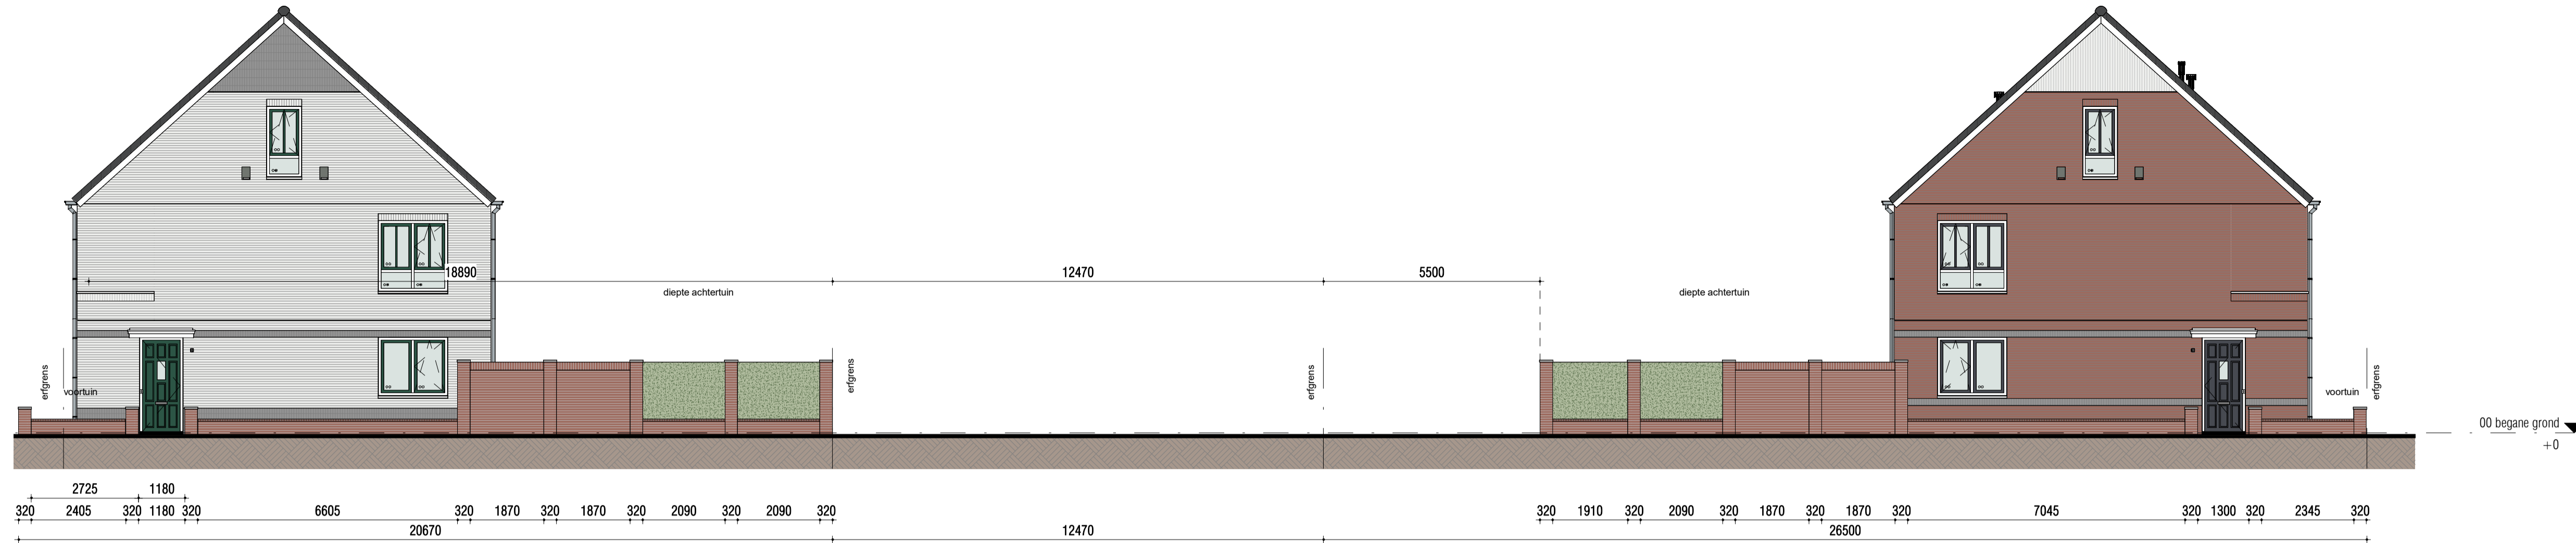 18890
12470
5500
diepte achtertuin
diepte achtertuin
erfgrens
voortuin
erfgrens
erfgrens
voortuin
erfgrens
00 begane grond
+0
2725 1180
320 2405 320 1180 320 6605 320 1870 320 1870 320 2090 320 2090 320
320 1910 320 2090 320 1870 320 1870 320 7045 320 1300 320 2345 320
20670 12470 26500